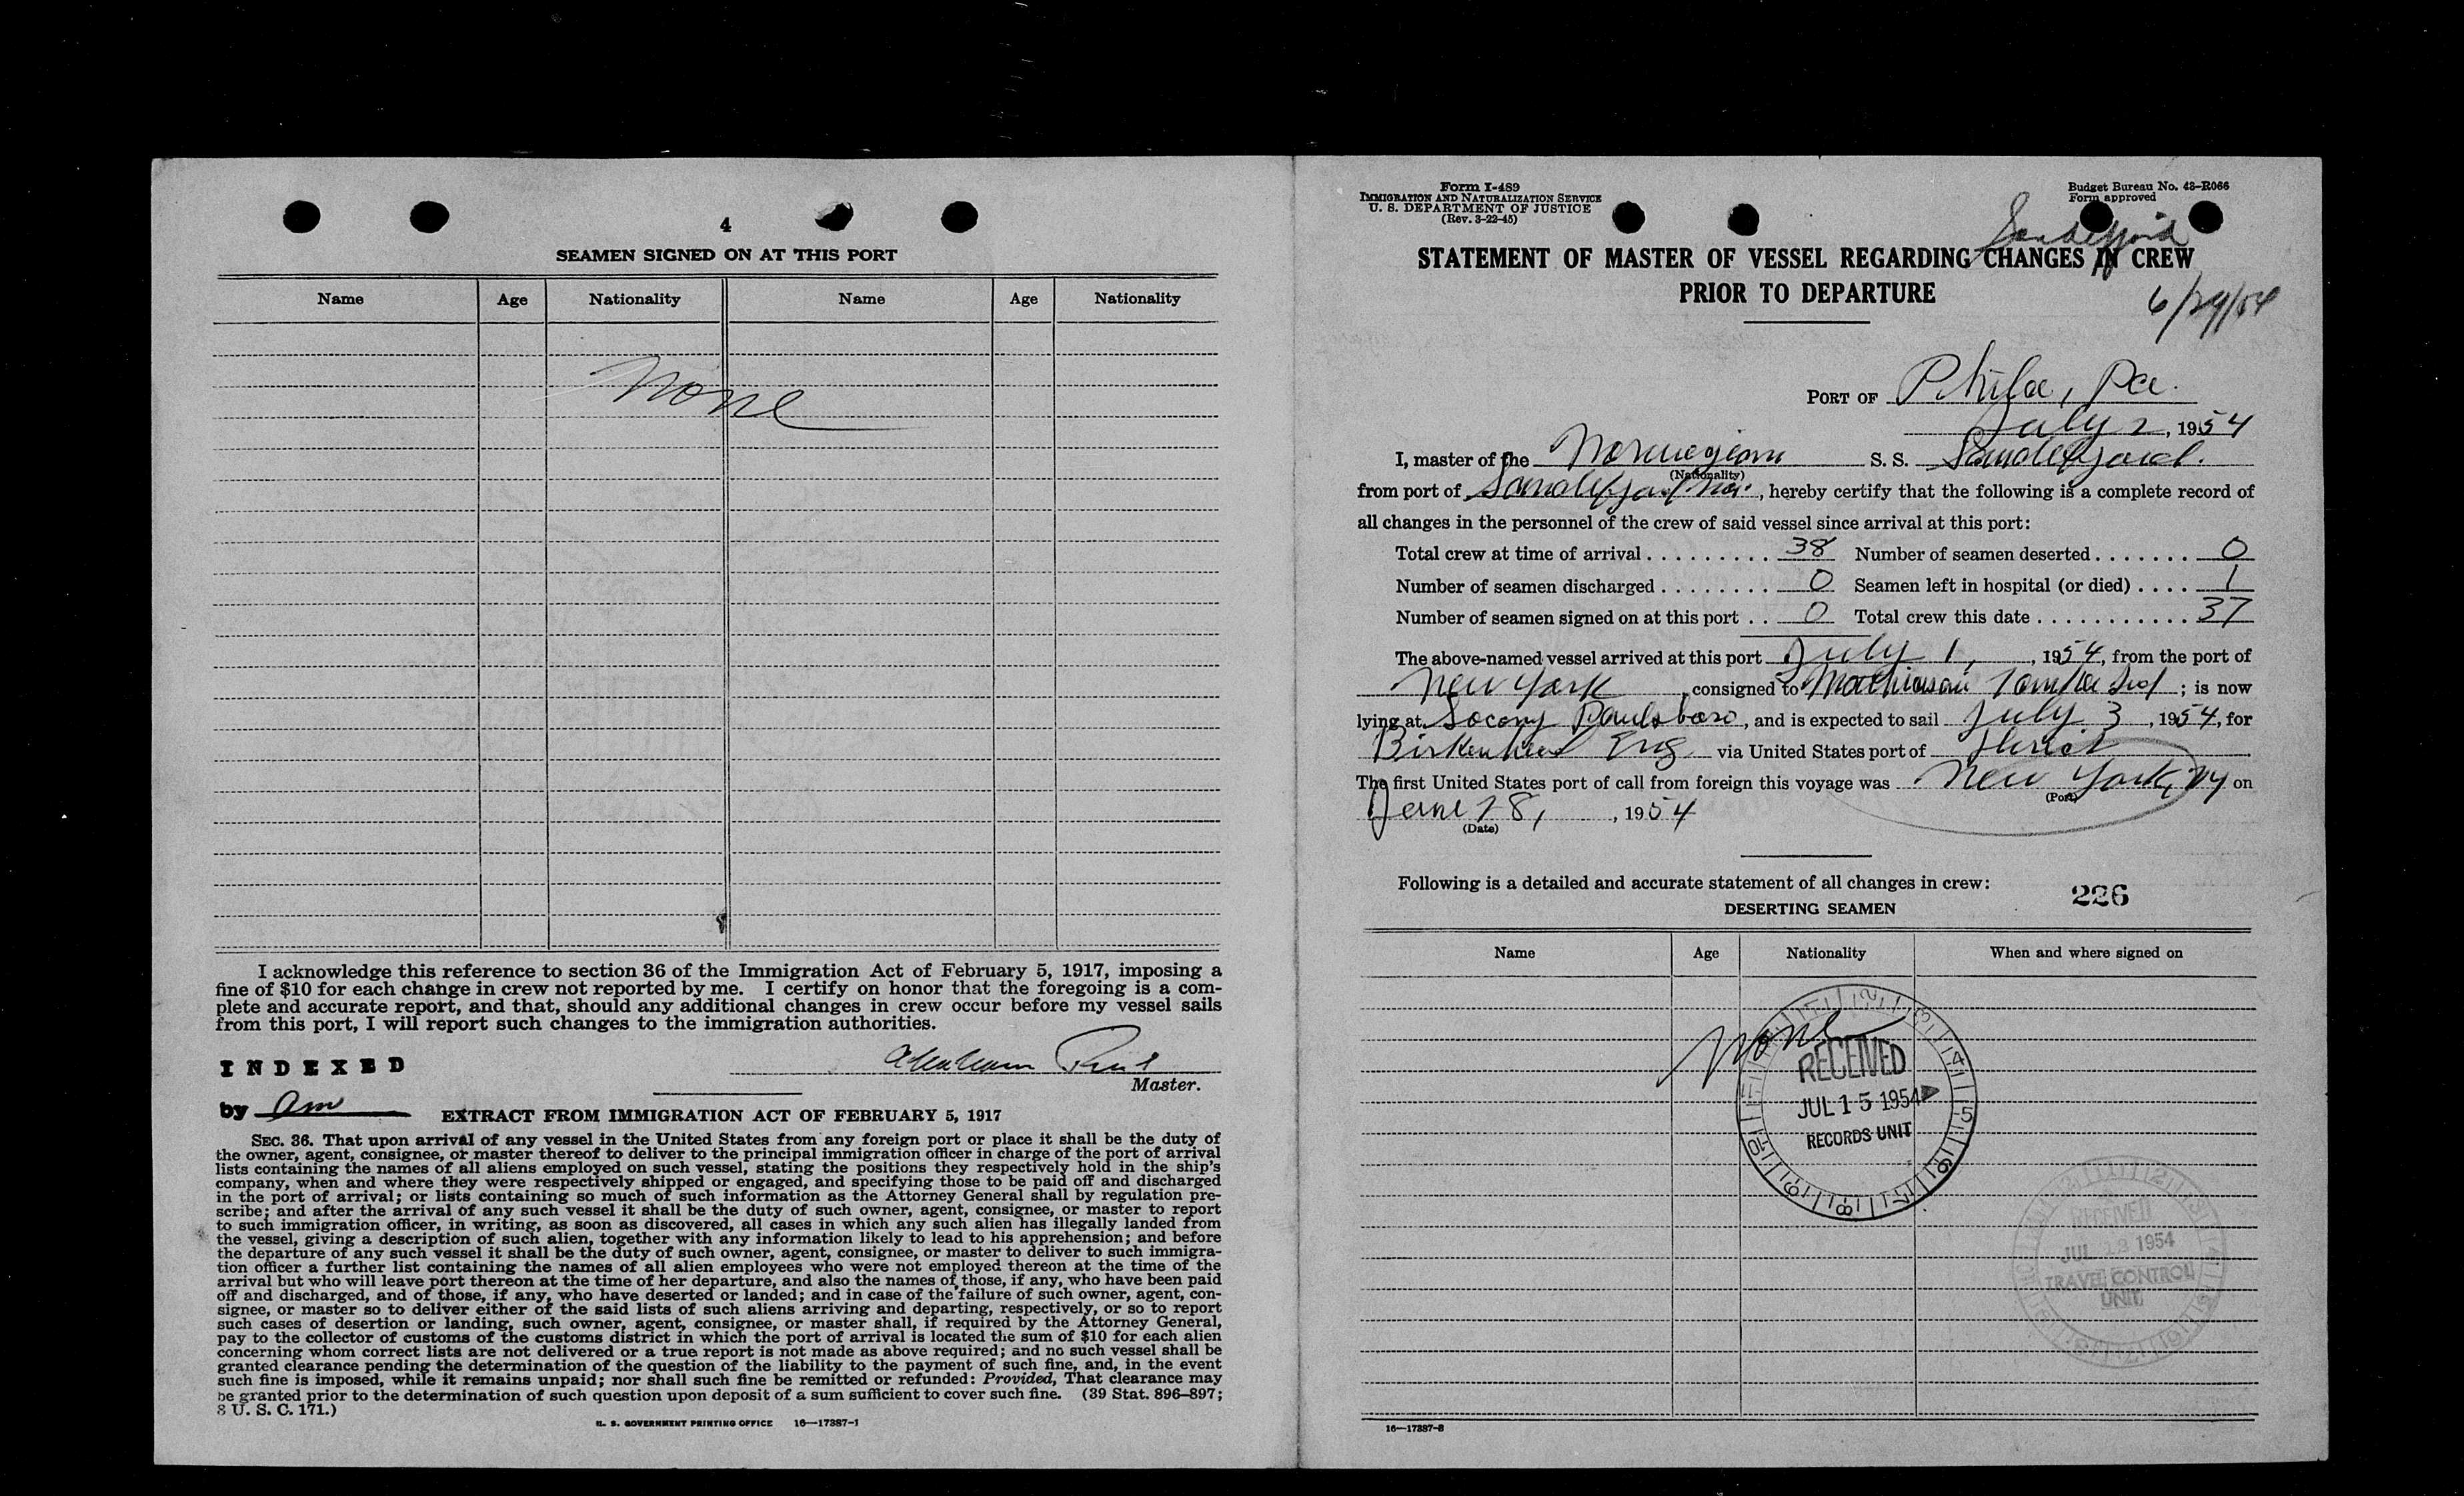 4
SEAMEN SIGNED ON AT THIS PORT
Name Age Nationality Name Age Nationality
None
I acknowledge this reference to section 36 of the Immigration Act of February 5, 1917, imposing a
fine of $10 for each change in crew not reported by me. I certify on honor that the foregoing is a com-
plete and accurate report, and that, should any additional changes in crew occur before my vessel sails
from this port, I will report such changes to the immigration authorities.
Master.
INDEXED
by am
EXTRACT FROM IMMIGRATION ACT OF FEBRUARY 5, 1917
SEC. 36. That upon arrival of any vessel in the United States from any foreign port or place it shall be the duty of
the owner, agent, consignee, or master thereof to deliver to the principal immigration officer in charge of the port of arrival
lists containing the names of all aliens employed on such vessel, stating the positions they respectively hold in the ship's
company, when and where they were respectively shipped or engaged, and specifying those to be paid off and discharged
in the port of arrival; or lists containing so much of such information as the Attorney General shall by regulation pre-
scribe; and after the arrival of any such vessel it shall be the duty of such owner, agent, consignee, or master to report
to such immigration officer, in writing, as soon as discovered, all cases in which any such alien has illegally landed from
the vessel, giving a description of such alien, together with any information likely to lead to his apprehension; and before
the departure of any such vessel it shall be the duty of such owner, agent, consignee, or master to deliver to such immigra-
tion officer a further list containing the names of all alien employees who were not employed thereon at the time of the
arrival but who will leave port thereon at the time of her departure, and also the names of those, if any, who have been paid
off and discharged, and of those, if any, who have deserted or landed; and in case of the failure of such owner, agent, con-
signee, or master so to deliver either of the said lists of such aliens arriving and departing, respectively, or so to report
such cases of desertion or landing, such owner, agent, consignee, or master shall, if required by the Attorney General,
pay to the collector of customs of the customs district in which the port of arrival is located the sum of $10 for each alien
concerning whom correct lists are not delivered or a true report is not made as above required; and no such vessel shall be
granted clearance pending the determination of the question of the liability to the payment of such fine, and, in the event
such fine is imposed, while it remains unpaid; nor shall such fine be remitted or refunded: Provided, That clearance may
be granted prior to the determination of such question upon deposit of a sum sufficient to cover such fine. (39 Stat. 896–897;
8 U. S. C. 171.)
U. S. GOVERNMENT PRINTING OFFICE 16—17387-1
Form I-489
IMMIGRATION AND NATURALIZATION SERVICE
U. S. DEPARTMENT OF JUSTICE
(Rev. 3-22-45)
Budget Bureau No. 43-R066
Form approved
Sandefjord
STATEMENT OF MASTER OF VESSEL REGARDING CHANGES IN CREW
PRIOR TO DEPARTURE
6/29/54
PORT OF Phila, Pa.
July 2, 1954
I, master of the Norwegian S. S. Sandefjord.
(Nationality)
from port of Sandefjord Nor., hereby certify that the following is a complete record of
all changes in the personnel of the crew of said vessel since arrival at this port:
Total crew at time of arrival . . . . . . . . . . 38 Number of seamen deserted . . . . . . . 0
Number of seamen discharged . . . . . . . . . 0 Seamen left in hospital (or died) . . . . 1
Number of seamen signed on at this port . . 0 Total crew this date . . . . . . . . . . . 37
The above-named vessel arrived at this port July 1, , 1954, from the port of
New York , consigned to Mathiasen ; is now
lying at Socony Paulsboro, and is expected to sail July 3 , 1954, for
Birkenhead Eng via United States port of
The first United States port of call from foreign this voyage was New York, NY on
(Port)
June 28, , 1954
(Date)
Following is a detailed and accurate statement of all changes in crew:
226
DESERTING SEAMEN
Name Age Nationality When and where signed on
None
RECEIVED
JUL 15 1954
RECORDS UNIT
RECEIVED
JUL 13 1954
TRAVEL CONTROL
UNIT
16—17387-3